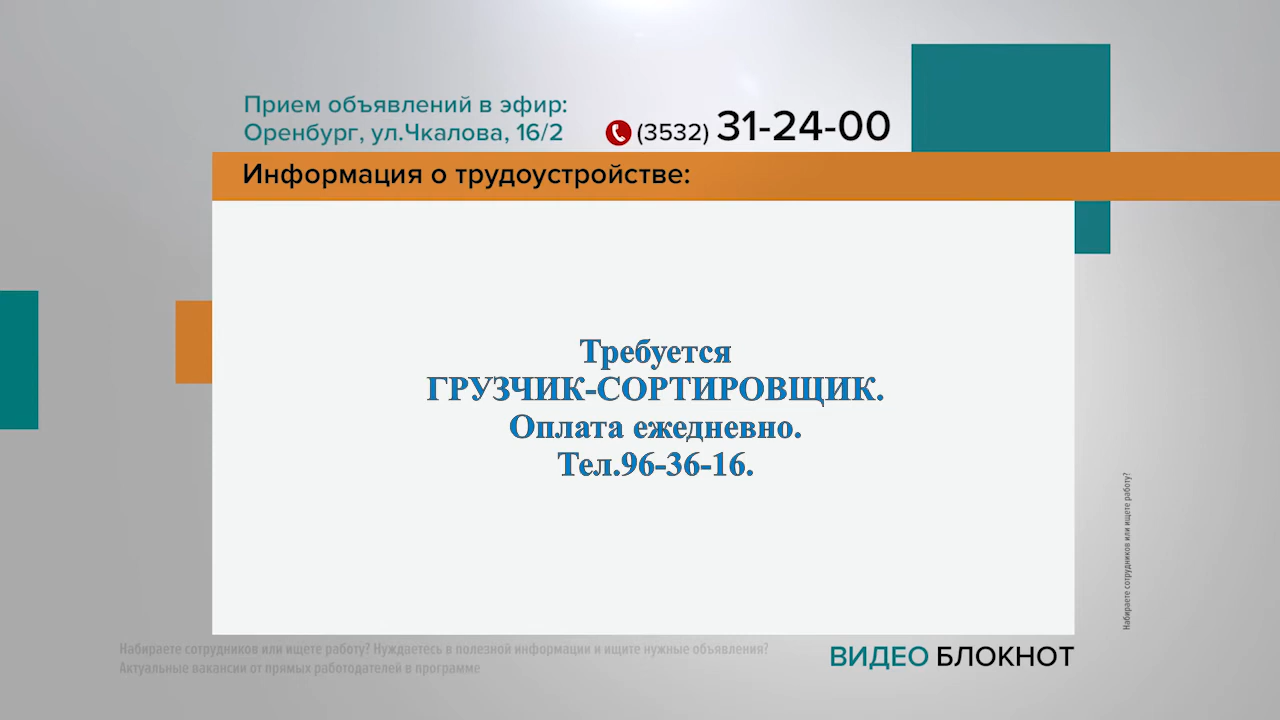 Прием объявлений в эфир:
Оренбург, ул.Чкалова, 16/2
(3532) 31-24-00
Информация о трудоустройстве:
Требуется
ГРУЗЧИК-СОРТИРОВЩИК.
Оплата ежедневно.
Тел.96-36-16.
Набираете сотрудников или ищете работу?
Набираете сотрудников или ищете работу? Нуждаетесь в полезной информации и ищите нужные объявления?
Актуальные вакансии от прямых работодателей в программе
ВИДЕО БЛОКНОТ